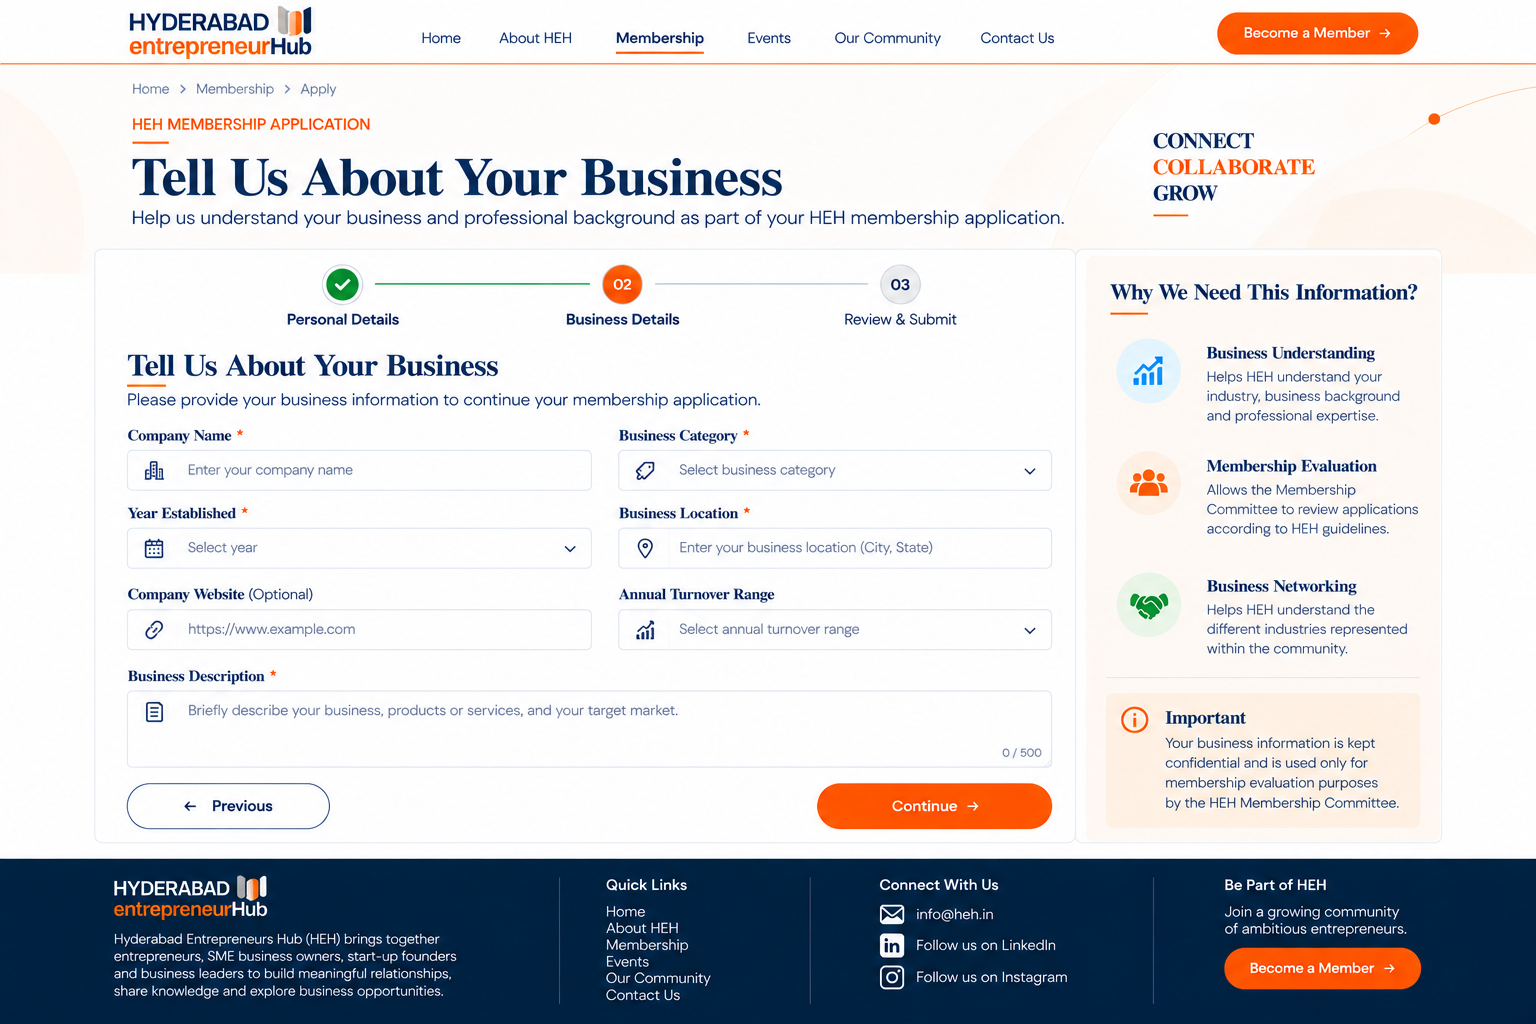 HYDERABAD
entrepreneurHub
Home
About HEH
Membership
Events
Our Community
Contact Us
Become a Member →
Home > Membership > Apply
HEH MEMBERSHIP APPLICATION
Tell Us About Your Business
Help us understand your business and professional background as part of your HEH membership application.
CONNECT
COLLABORATE
GROW
02
03
Personal Details
Business Details
Review & Submit
Tell Us About Your Business
Please provide your business information to continue your membership application.
Company Name *
Enter your company name
Business Category *
Select business category
Year Established *
Select year
Business Location *
Enter your business location (City, State)
Company Website (Optional)
https://www.example.com
Annual Turnover Range
Select annual turnover range
Business Description *
Briefly describe your business, products or services, and your target market.
0 / 500
← Previous
Continue →
Why We Need This Information?
Business Understanding
Helps HEH understand your
industry, business background
and professional expertise.
Membership Evaluation
Allows the Membership
Committee to review applications
according to HEH guidelines.
Business Networking
Helps HEH understand the
different industries represented
within the community.
Important
Your business information is kept
confidential and is used only for
membership evaluation purposes
by the HEH Membership Committee.
HYDERABAD
entrepreneurHub
Hyderabad Entrepreneurs Hub (HEH) brings together
entrepreneurs, SME business owners, start-up founders
and business leaders to build meaningful relationships,
share knowledge and explore business opportunities.
Quick Links
Home
About HEH
Membership
Events
Our Community
Contact Us
Connect With Us
info@heh.in
Follow us on LinkedIn
Follow us on Instagram
Be Part of HEH
Join a growing community
of ambitious entrepreneurs.
Become a Member →